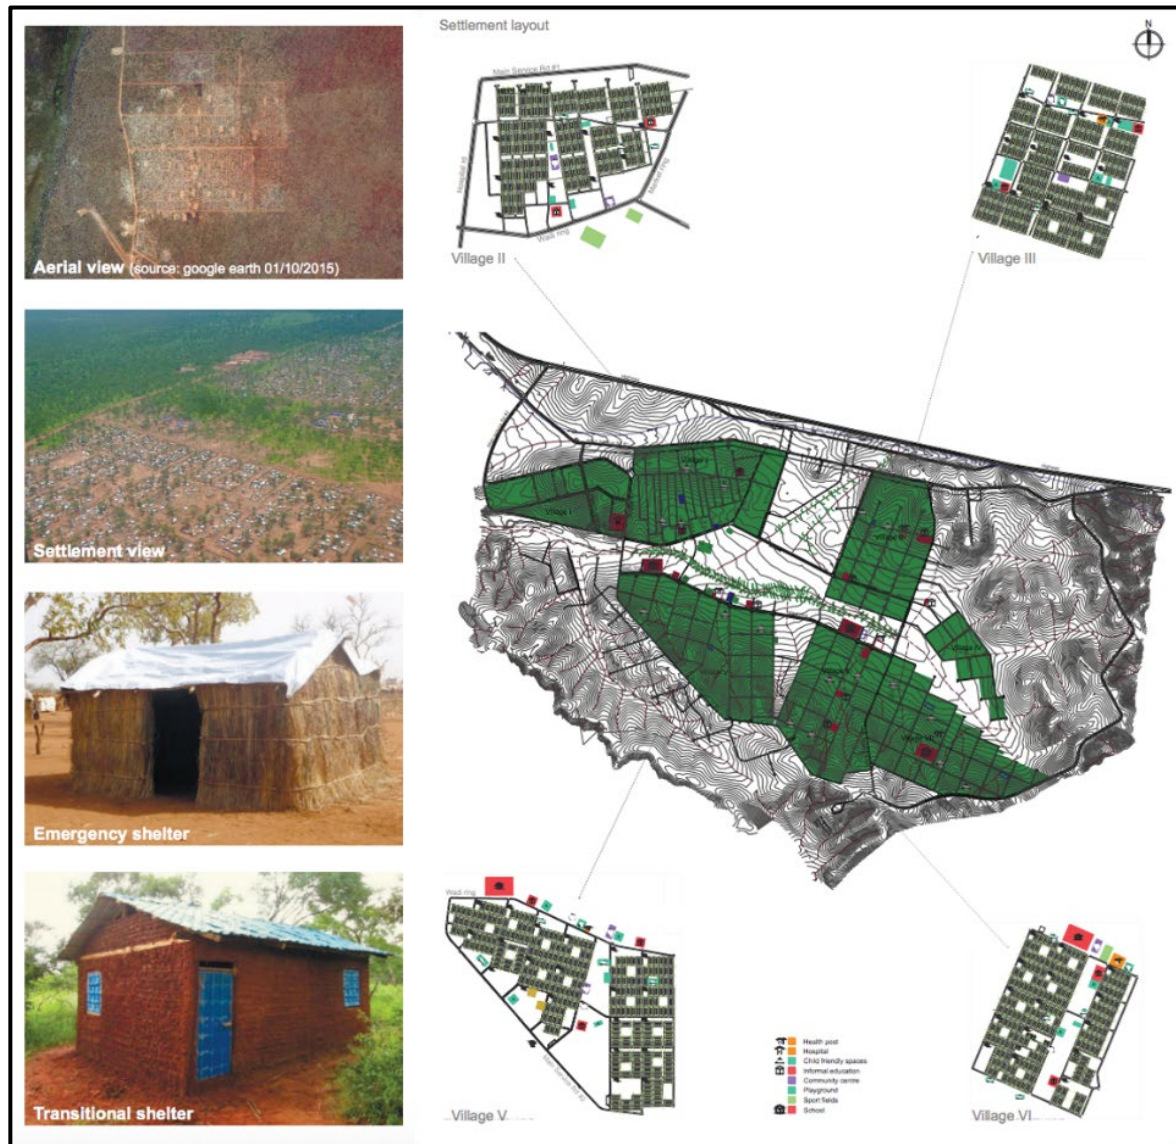 Settlement layout
N
Aerial view (source: google earth 01/10/2015)
Settlement view
Emergency shelter
Transitional shelter
Main Service Rd #1
Market ring
Wadi ring
Village II
Village III
Village I
Wadi ring
Village V
Village VI
Health post
Hospital
Child friendly spaces
Informal education
Community centre
Playground
Sport fields
School